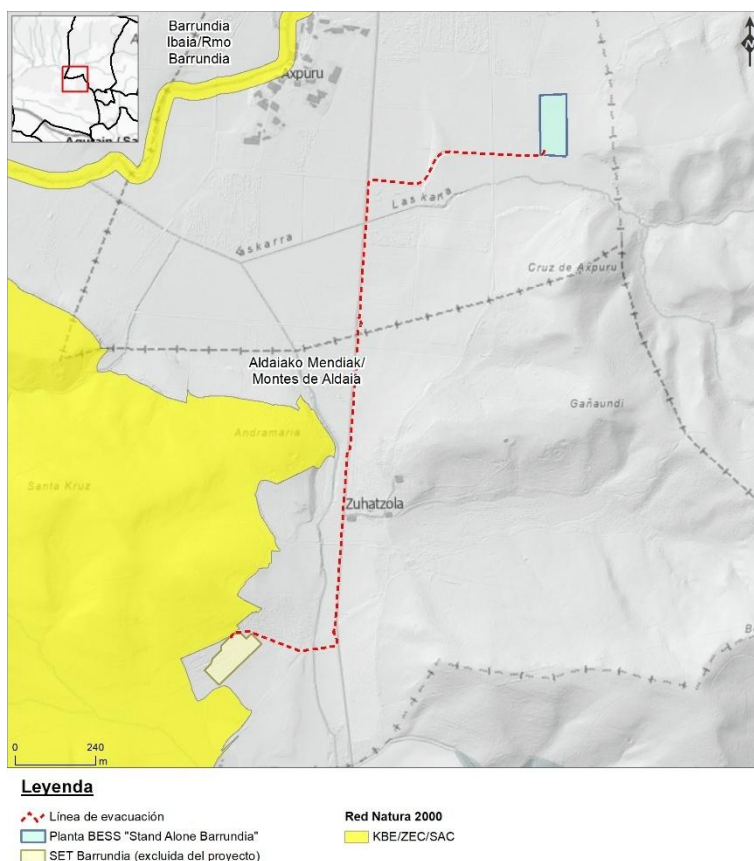 Barrundia
Ibaia/Rmo
Barrundia
Axpuru
N
Laskana
Cruz de Axpuru
Aldaiako Mendiak/
Montes de Aldaia
Andramaria
Gañaundi
Santa Kruz
Zuhatzola
0 240
m
Leyenda
Línea de evacuación
Planta BESS "Stand Alone Barrundia"
SET Barrundia (excluida del proyecto)
Red Natura 2000
KBE/ZEC/SAC